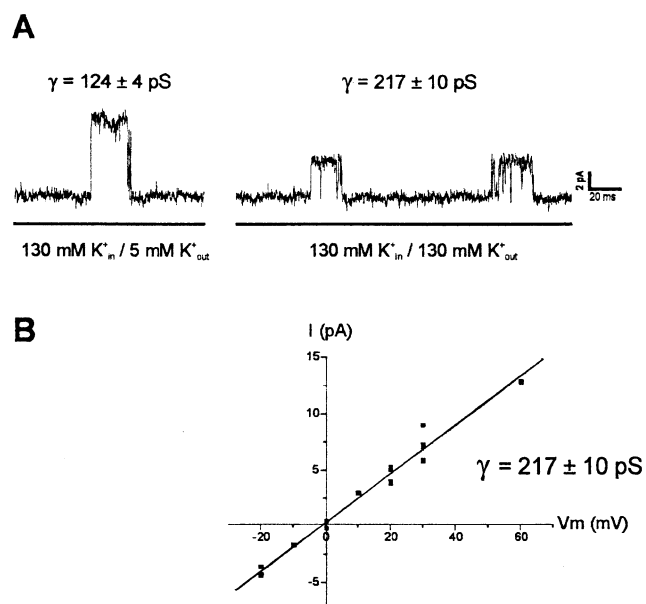 A
γ = 124 ± 4 pS
γ = 217 ± 10 pS
2 pA
20 ms
130 mM K⁺in / 5 mM K⁺out
130 mM K⁺in / 130 mM K⁺out
B
I (pA)
15
10
5
γ = 217 ± 10 pS
Vm (mV)
-20
0
20
40
60
-5